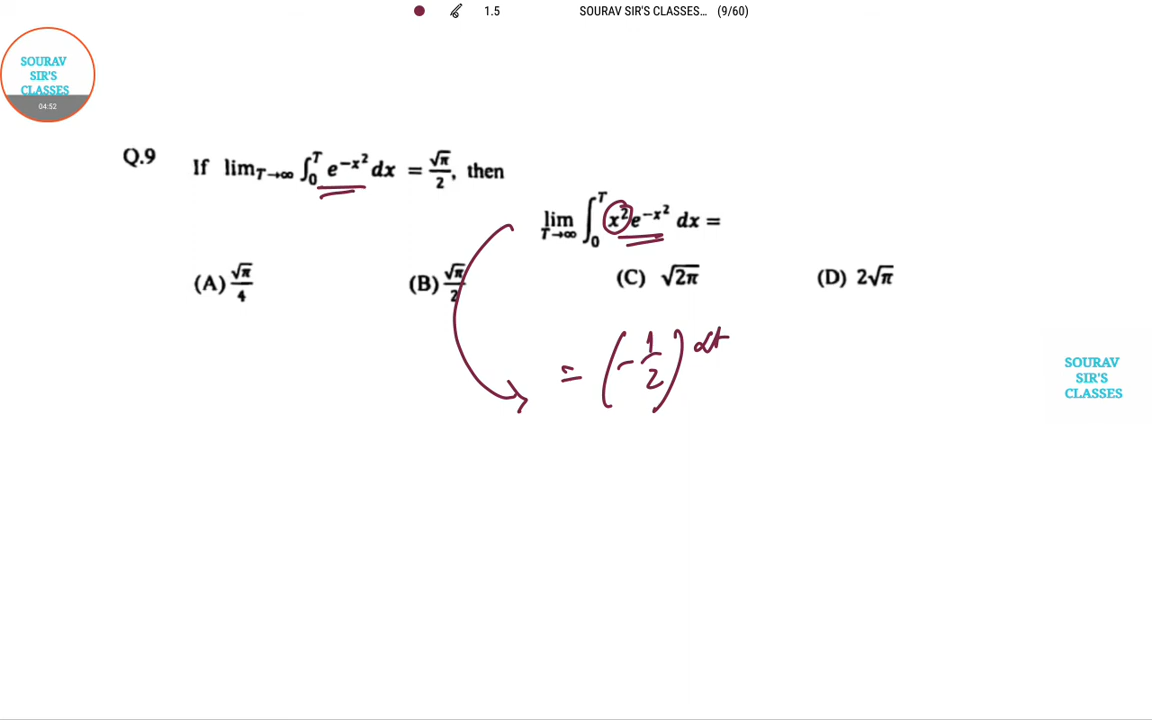 1.5 SOURAV SIR'S CLASSES... (9/60)
SOURAV
SIR'S
CLASSES
04:52
Q.9 If lim_{T→∞} ∫_0^T e^{-x^2} dx = √π/2, then
lim_{T→∞} ∫_0^T x^2 e^{-x^2} dx =
(A) √π/4 (B) √π/2 (C) √2π (D) 2√π
= (-1/2) dt
SOURAV
SIR'S
CLASSES